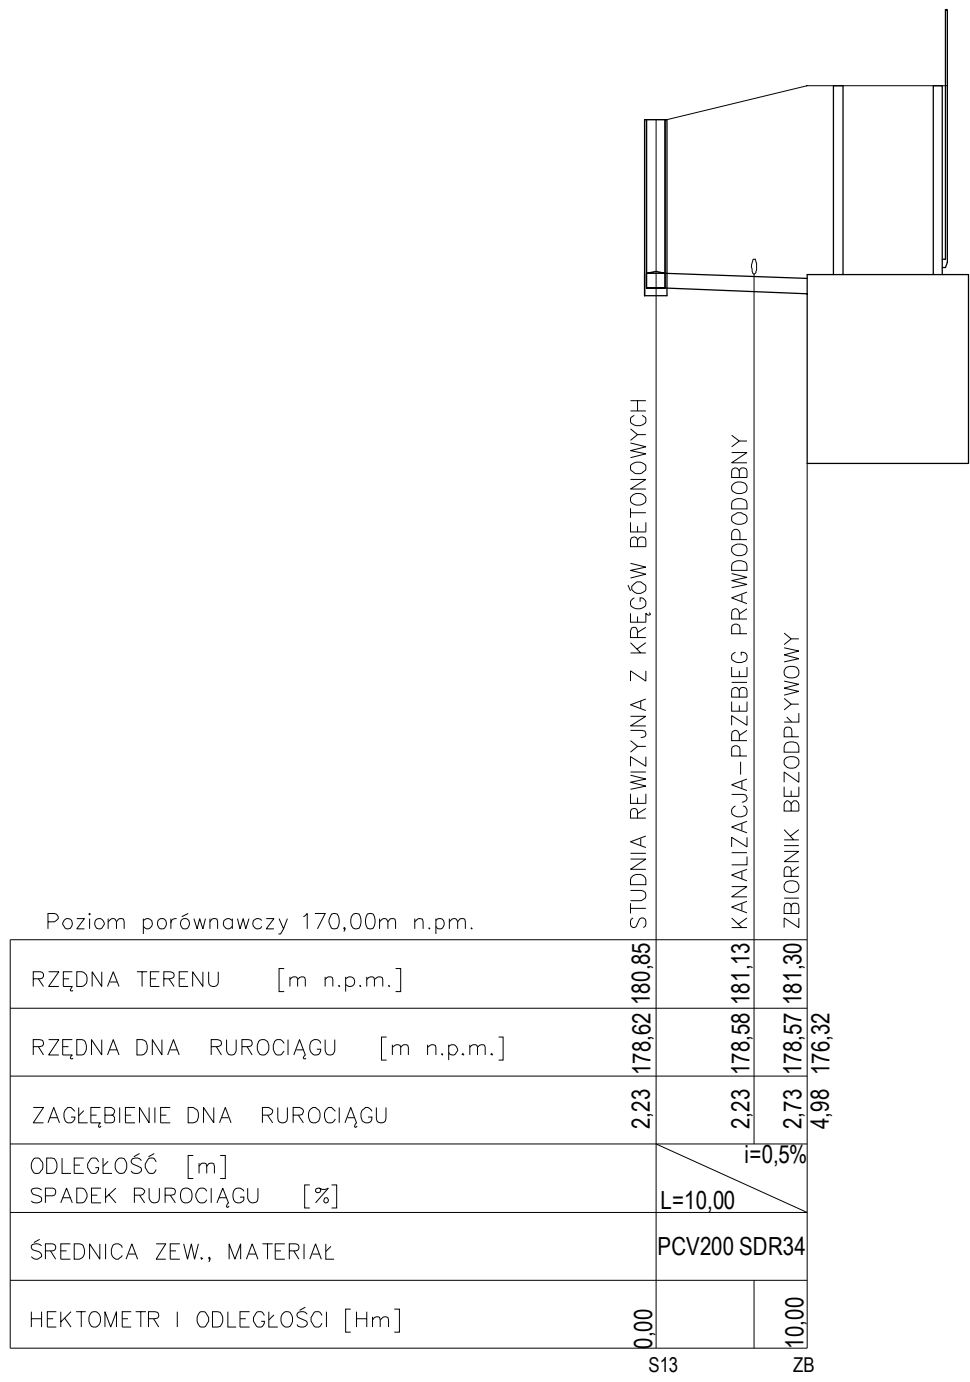 STUDNIA REWIZYJNA Z KRĘGÓW BETONOWYCH
KANALIZACJA-PRZEBIEG PRAWDOPODOBNY
ZBIORNIK BEZODPŁYWOWY
Poziom porównawczy 170,00m n.pm.
RZĘDNA TERENU [m n.p.m.]
180,85
181,13
181,30
RZĘDNA DNA RUROCIĄGU [m n.p.m.]
178,62
178,58
178,57
176,32
ZAGŁĘBIENIE DNA RUROCIĄGU
2,23
2,23
2,73
4,98
ODLEGŁOŚĆ [m]
SPADEK RUROCIĄGU [%]
i=0,5%
L=10,00
ŚREDNICA ZEW., MATERIAŁ
PCV200 SDR34
HEKTOMETR I ODLEGŁOŚCI [Hm]
0,00
10,00
S13
ZB